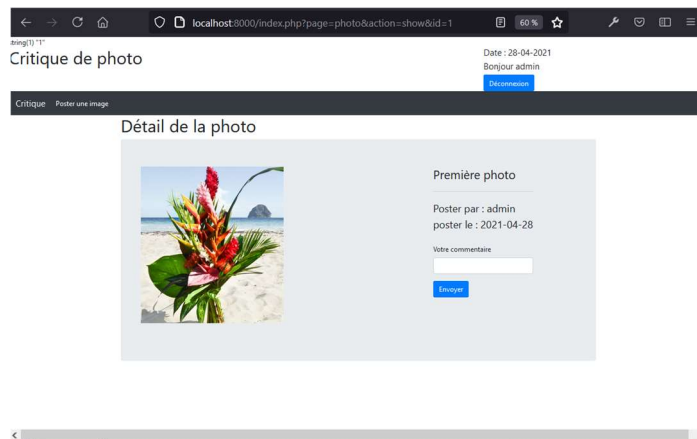 localhost:8000/index.php?page=photo&action=show&id=1
60 %
string(1) "1"
Critique de photo
Date : 28-04-2021
Bonjour admin
Déconnexion
Critique Poster une image
Détail de la photo
Première photo
Poster par : admin
poster le : 2021-04-28
Votre commentaire
Envoyer